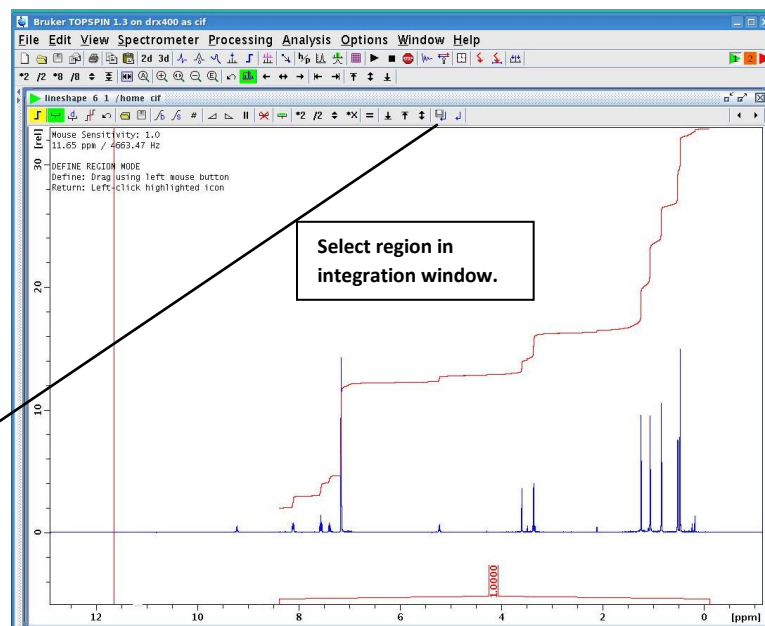 Bruker TOPSPIN 1.3 on drx400 as cif
File Edit View Spectrometer Processing Analysis Options Window Help
2d 3d
*2 /2 *8 /8
lineshape 6 1 /home cif
*2 /2 *X =
Mouse Sensitivity: 1.0
11.65 ppm / 4663.47 Hz
DEFINE REGION MODE
Define: Drag using left mouse button
Return: Left-click highlighted icon
[rel]
30
20
10
0
Select region in
integration window.
1.0000
12 10 8 6 4 2 0 [ppm]